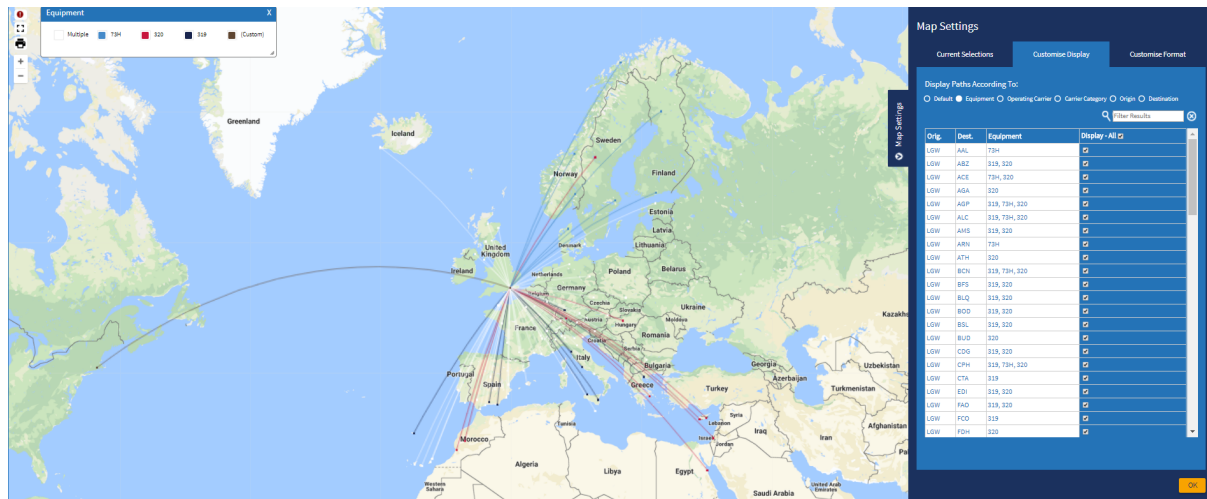 Equipment X
Multiple 73H 320 319 (Custom)
Greenland
Iceland
Sweden
Norway
Finland
Estonia
Latvia
Denmark
Lithuania
United
Kingdom
Ireland
Netherlands
Poland
Belarus
Belgium
Germany
Czechia
Slovakia
Ukraine
Kazakhs
Austria
Hungary
Moldova
France
Croatia
Romania
Serbia
Italy
Bulgaria
Georgia
Uzbekistan
Azerbaijan
Portugal
Spain
Greece
Turkey
Turkmenistan
Syria
Lebanon
Tunisia
Iraq
Afghanistan
Morocco
Israel
Iran
Jordan
Pa
Algeria
Libya
Egypt
Western
Sahara
United Arab
Emirates
Saudi Arabia
Map Settings
Map Settings
Current Selections Customise Display Customise Format
Display Paths According To:
Default Equipment Operating Carrier Carrier Category Origin Destination
Filter Results
Orig. Dest. Equipment Display - All
LGW AAL 73H
LGW ABZ 319, 320
LGW ACE 73H, 320
LGW AGA 320
LGW AGP 319, 73H, 320
LGW ALC 319, 73H, 320
LGW AMS 319, 320
LGW ARN 73H
LGW ATH 320
LGW BCN 319, 73H, 320
LGW BFS 319, 320
LGW BLQ 319, 320
LGW BOD 319, 320
LGW BSL 319, 320
LGW BUD 320
LGW CDG 319, 320
LGW CPH 319, 73H, 320
LGW CTA 319
LGW EDI 319, 320
LGW FAO 319, 320
LGW FCO 319
LGW FDH 320
OK